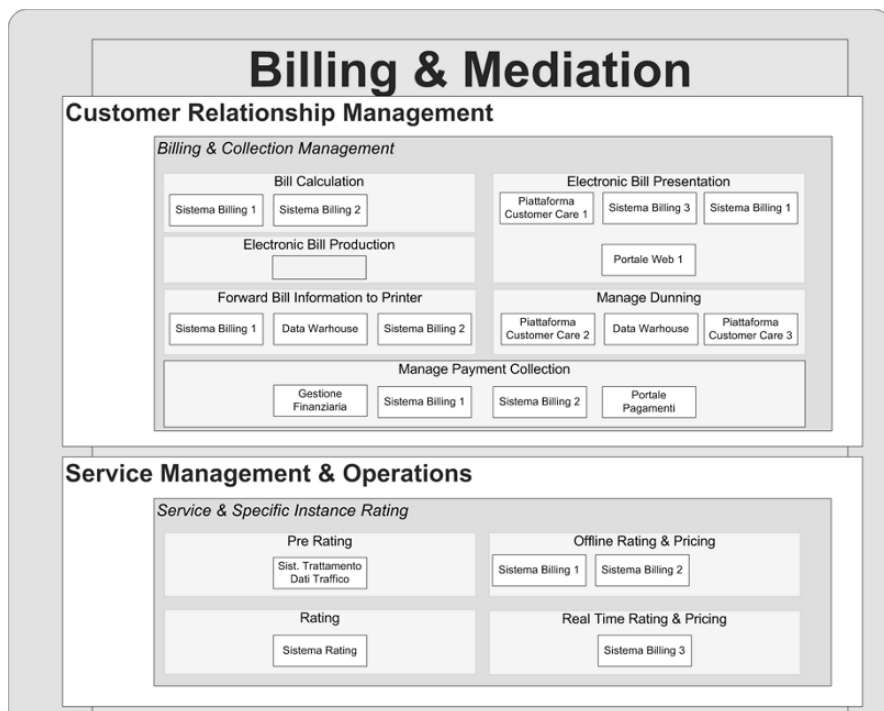 Billing & Mediation
Customer Relationship Management
Billing & Collection Management
Bill Calculation
Sistema Billing 1
Sistema Billing 2
Electronic Bill Presentation
Piattaforma
Customer Care 1
Sistema Billing 3
Sistema Billing 1
Portale Web 1
Electronic Bill Production
Forward Bill Information to Printer
Sistema Billing 1
Data Warhouse
Sistema Billing 2
Manage Dunning
Piattaforma
Customer Care 2
Data Warhouse
Piattaforma
Customer Care 3
Manage Payment Collection
Gestione
Finanziaria
Sistema Billing 1
Sistema Billing 2
Portale
Pagamenti
Service Management & Operations
Service & Specific Instance Rating
Pre Rating
Sist. Trattamento
Dati Traffico
Offline Rating & Pricing
Sistema Billing 1
Sistema Billing 2
Rating
Sistema Rating
Real Time Rating & Pricing
Sistema Billing 3